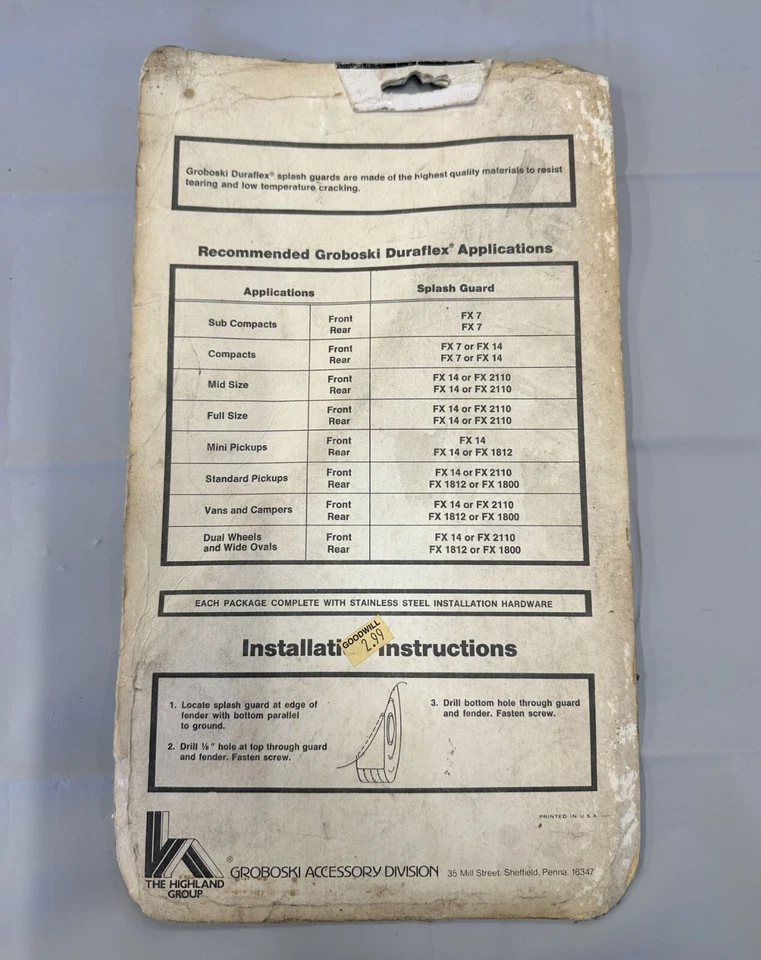 Groboski Duraflex® splash guards are made of the highest quality materials to resist
tearing and low temperature cracking.
Recommended Groboski Duraflex® Applications
Applications Splash Guard
Sub Compacts Front FX 7
Rear FX 7
Compacts Front FX 7 or FX 14
Rear FX 7 or FX 14
Mid Size Front FX 14 or FX 2110
Rear FX 14 or FX 2110
Full Size Front FX 14 or FX 2110
Rear FX 14 or FX 2110
Mini Pickups Front FX 14
Rear FX 14 or FX 1812
Standard Pickups Front FX 14 or FX 2110
Rear FX 1812 or FX 1800
Vans and Campers Front FX 14 or FX 2110
Rear FX 1812 or FX 1800
Dual Wheels Front FX 14 or FX 2110
and Wide Ovals Rear FX 1812 or FX 1800
EACH PACKAGE COMPLETE WITH STAINLESS STEEL INSTALLATION HARDWARE
Installati nstructions
GOODWILL
2.99
1. Locate splash guard at edge of
fender with bottom parallel
to ground.
2. Drill ⅛" hole at top through guard
and fender. Fasten screw.
3. Drill bottom hole through guard
and fender. Fasten screw.
PRINTED IN U.S.A.
THE HIGHLAND
GROUP
® GROBOSKI ACCESSORY DIVISION 35 Mill Street, Sheffield, Penna. 16347